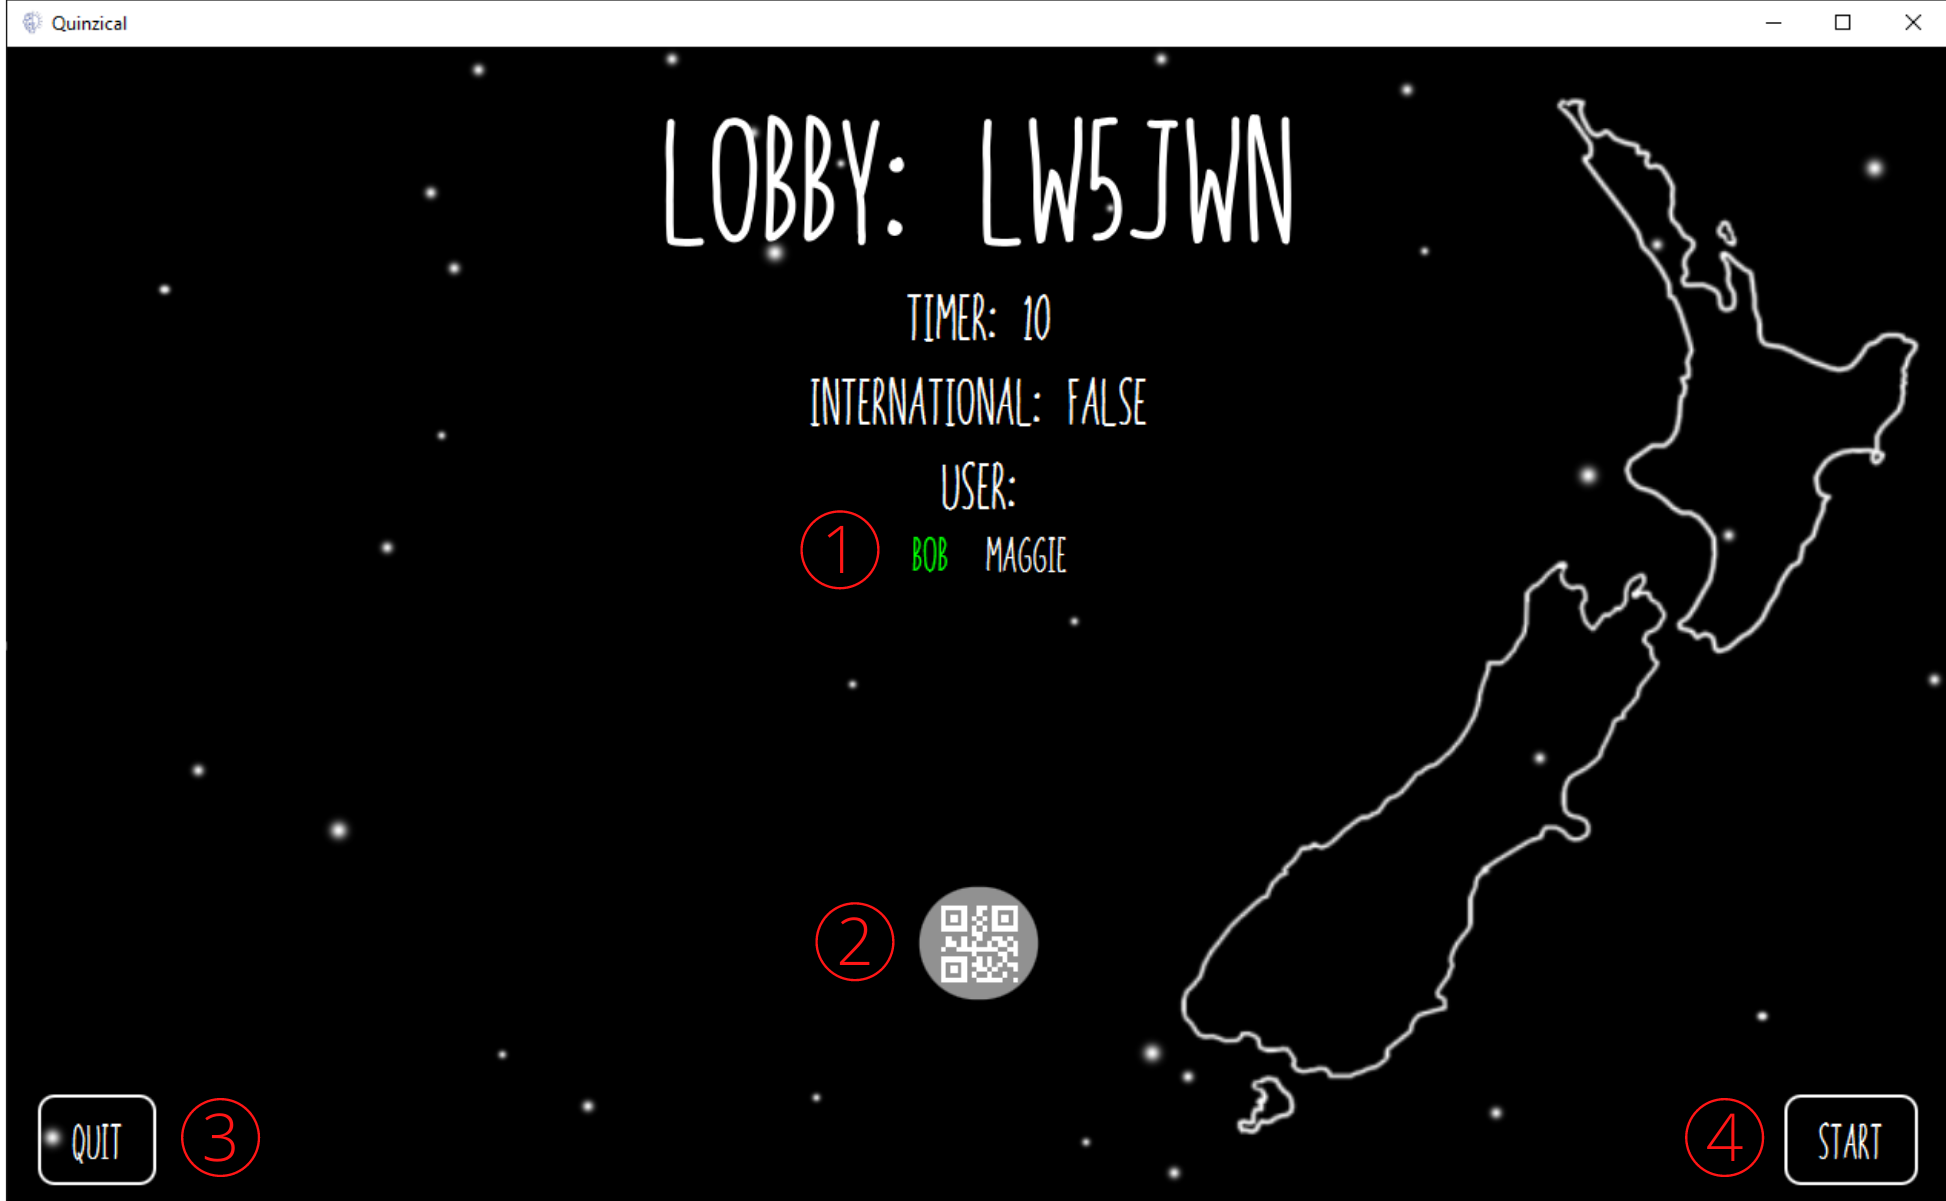 Quinzical
LOBBY: LW5JWN
TIMER: 10
INTERNATIONAL: FALSE
USER:
1 BOB MAGGIE
2
QUIT 3
4 START